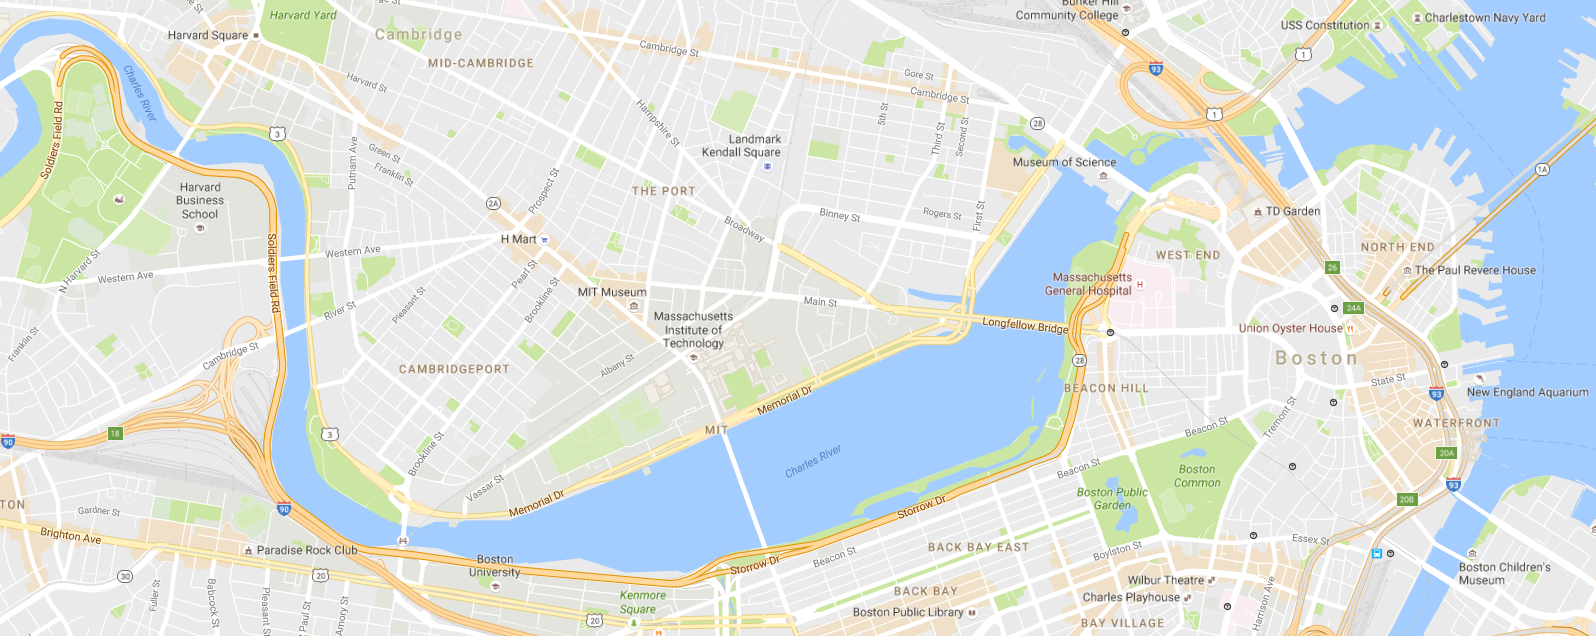 Bunker Hill
Community College
USS Constitution
Charlestown Navy Yard
Harvard Yard
Harvard Square
Cambridge
Cambridge St
1
MID-CAMBRIDGE
93
Gore St
Charles River
Harvard St
Cambridge St
Soldiers Field Rd
Hampshire St
5th St
1
3
28
Third St
Second St
Putnam Ave
Green St
Landmark
Kendall Square
Museum of Science
1A
Franklin St
Harvard
Business
School
THE PORT
Prospect St
2A
Binney St
Rogers St
First St
TD Garden
Broadway
H Mart
Soldiers Field Rd
Western Ave
WEST END
NORTH END
N Harvard St
Western Ave
Pearl St
26
The Paul Revere House
Massachusetts
General Hospital
H
MIT Museum
Brookline St
Pleasant St
River St
Main St
24A
Massachusetts
Institute of
Technology
Longfellow Bridge
Union Oyster House
Franklin St
Cambridge St
Boston
28
Albany St
CAMBRIDGEPORT
State St
BEACON HILL
93
New England Aquarium
Memorial Dr
Tremont St
WATERFRONT
MIT
Beacon St
90
18
3
Brookline St
20A
Charles River
Beacon St
Boston
Common
Vassar St
93
Boston Public
Garden
20B
Memorial Dr
Storrow Dr
TON
Gardner St
90
Brighton Ave
Essex St
Paradise Rock Club
BACK BAY EAST
Boylston St
Beacon St
Boston
University
Storrow Dr
Boston Children's
Museum
30
20
Wilbur Theatre
Fuller St
Babcock St
Pleasant St
Paul St
Amory St
Kenmore
Square
BACK BAY
Charles Playhouse
Harrison Ave
Boston Public Library
20
BAY VILLAGE